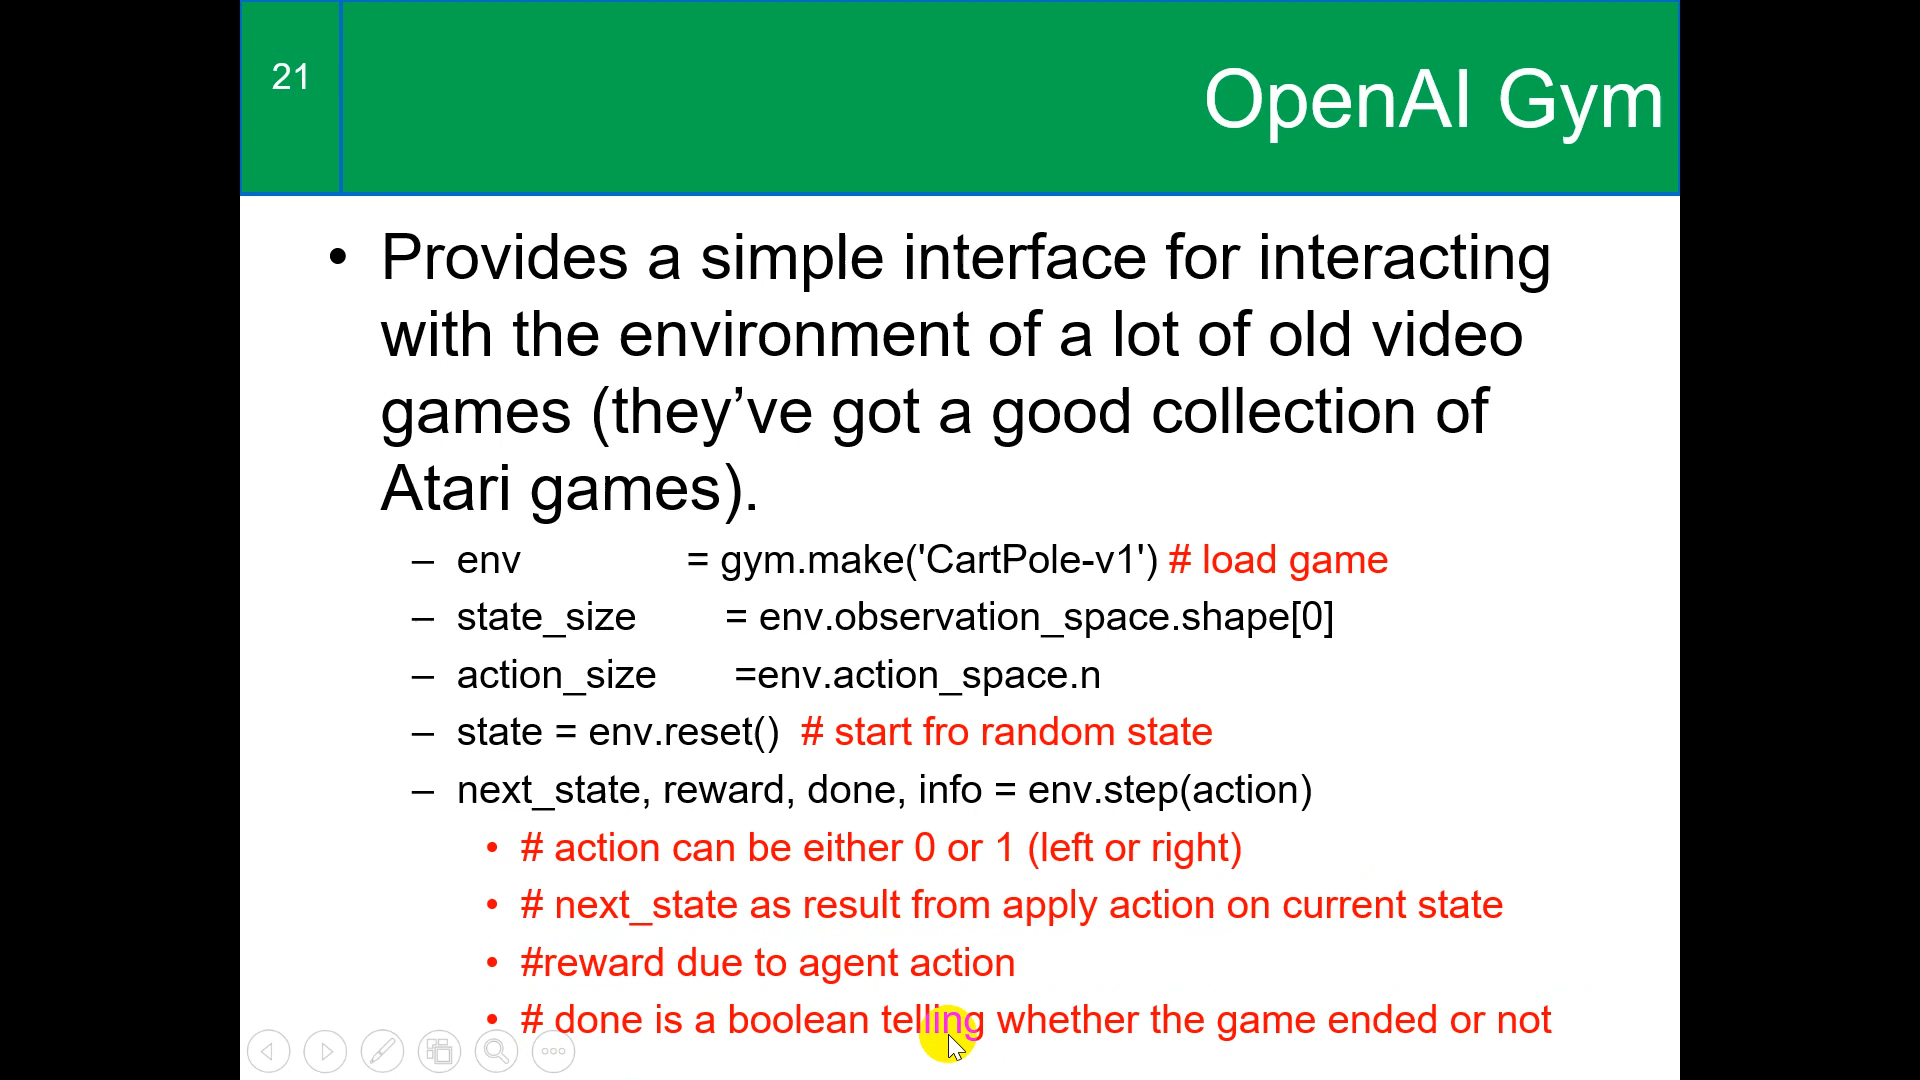 21
OpenAI Gym
• Provides a simple interface for interacting
with the environment of a lot of old video
games (they’ve got a good collection of
Atari games).
– env = gym.make('CartPole-v1') # load game
– state_size = env.observation_space.shape[0]
– action_size =env.action_space.n
– state = env.reset() # start fro random state
– next_state, reward, done, info = env.step(action)
• # action can be either 0 or 1 (left or right)
• # next_state as result from apply action on current state
• #reward due to agent action
• # done is a boolean telling whether the game ended or not